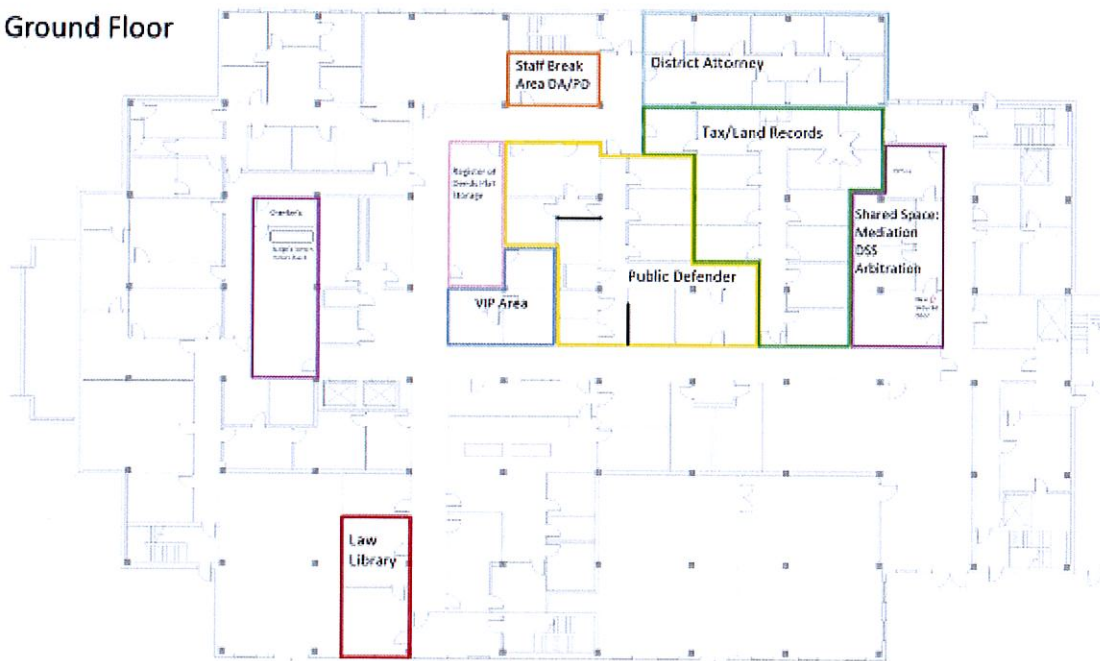 Ground Floor
Staff Break
Area DA/PD
District Attorney
Tax/Land Records
Register of
Deeds Plat
Storage
Shared Space:
Mediation
DSS
Arbitration
Public Defender
VIP Area
Law
Library